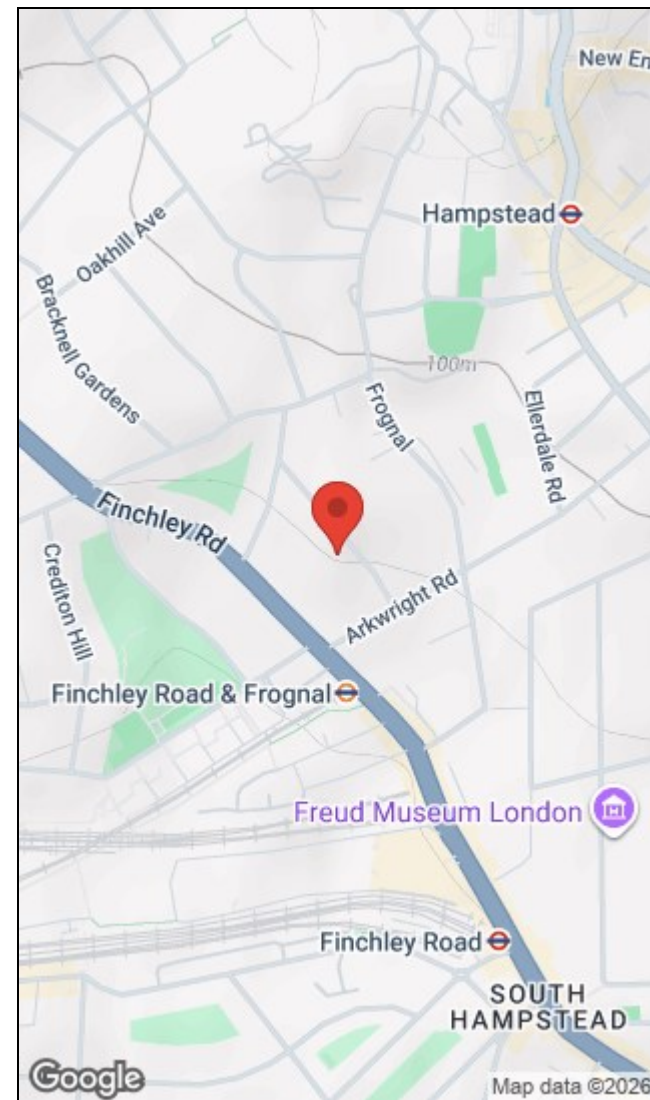 New En
Hampstead
Oakhill Ave
Bracknell Gardens
100m
Frognal
Ellerdale Rd
Finchley Rd
Crediton Hill
Arkwright Rd
Finchley Road & Frognal
Freud Museum London
Finchley Road
SOUTH
HAMPSTEAD
Google
Map data ©2026